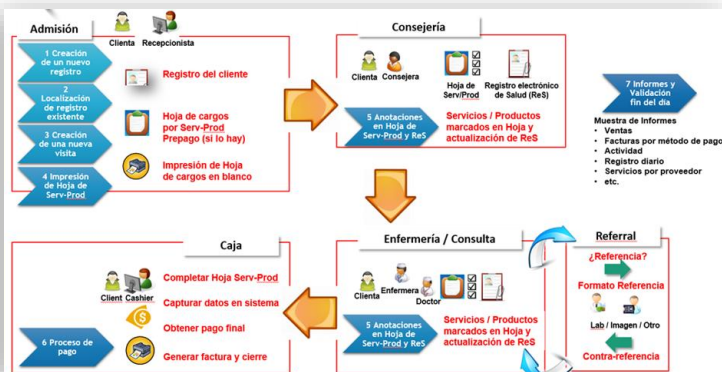 Admisión
Clienta Recepcionista
1 Creación
de un nuevo
registro
2
Localización
de registro
existente
3 Creación
de una nueva
visita
4 Impresión
de Hoja de
Serv-Prod
Registro del cliente
Hoja de cargos
por Serv-Prod
Prepago (si lo hay)
Impresión de Hoja
de cargos en blanco
Consejería
Clienta Consejera
Hoja de
Serv/Prod
Registro electrónico
de Salud (ReS)
5 Anotaciones
en Hoja de
Serv-Prod y ReS
Servicios / Productos
marcados en Hoja y
actualización de ReS
7 Informes y
Validación
fin del día
Muestra de Informes
• Ventas
• Facturas por método de pago
• Actividad
• Registro diario
• Servicios por proveedor
• etc.
Caja
Client Cashier
Completar Hoja Serv-Prod
Capturar datos en sistema
Obtener pago final
Generar factura y cierre
6 Proceso de
pago
Enfermería / Consulta
Clienta
Enfermera
Doctor
5 Anotaciones
en Hoja de
Serv-Prod y ReS
Servicios / Productos
marcados en Hoja y
actualización de ReS
Referral
¿Referencia?
Formato Referencia
Lab / Imagen / Otro
Contra-referencia